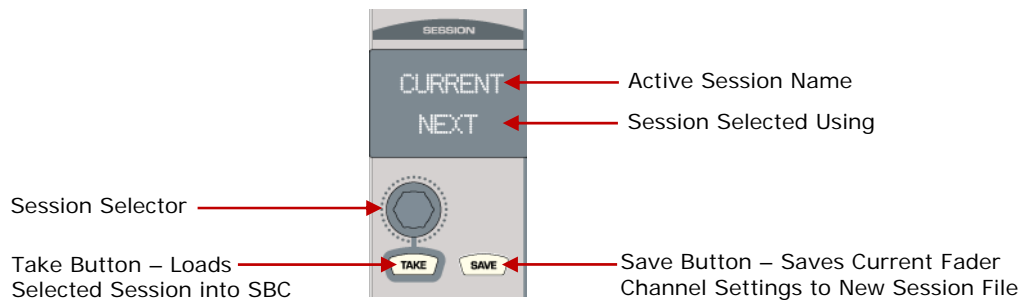 SESSION
CURRENT
Active Session Name
NEXT
Session Selected Using
Session Selector
Take Button – Loads
Selected Session into SBC
TAKE
SAVE
Save Button – Saves Current Fader
Channel Settings to New Session File